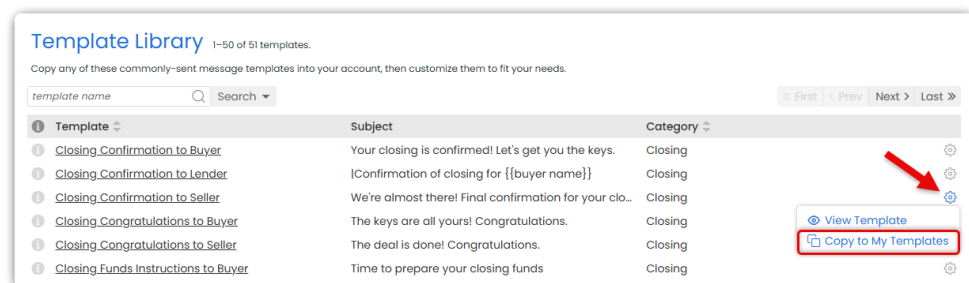 Template Library 1–50 of 51 templates.
Copy any of these commonly-sent message templates into your account, then customize them to fit your needs.
template name Search « First < Prev Next > Last »
Template Subject Category
Closing Confirmation to Buyer Your closing is confirmed! Let's get you the keys. Closing
Closing Confirmation to Lender |Confirmation of closing for {{buyer name}} Closing
Closing Confirmation to Seller We're almost there! Final confirmation for your clo... Closing
Closing Congratulations to Buyer The keys are all yours! Congratulations. Closing
View Template
Closing Congratulations to Seller The deal is done! Congratulations. Closing
Copy to My Templates
Closing Funds Instructions to Buyer Time to prepare your closing funds Closing